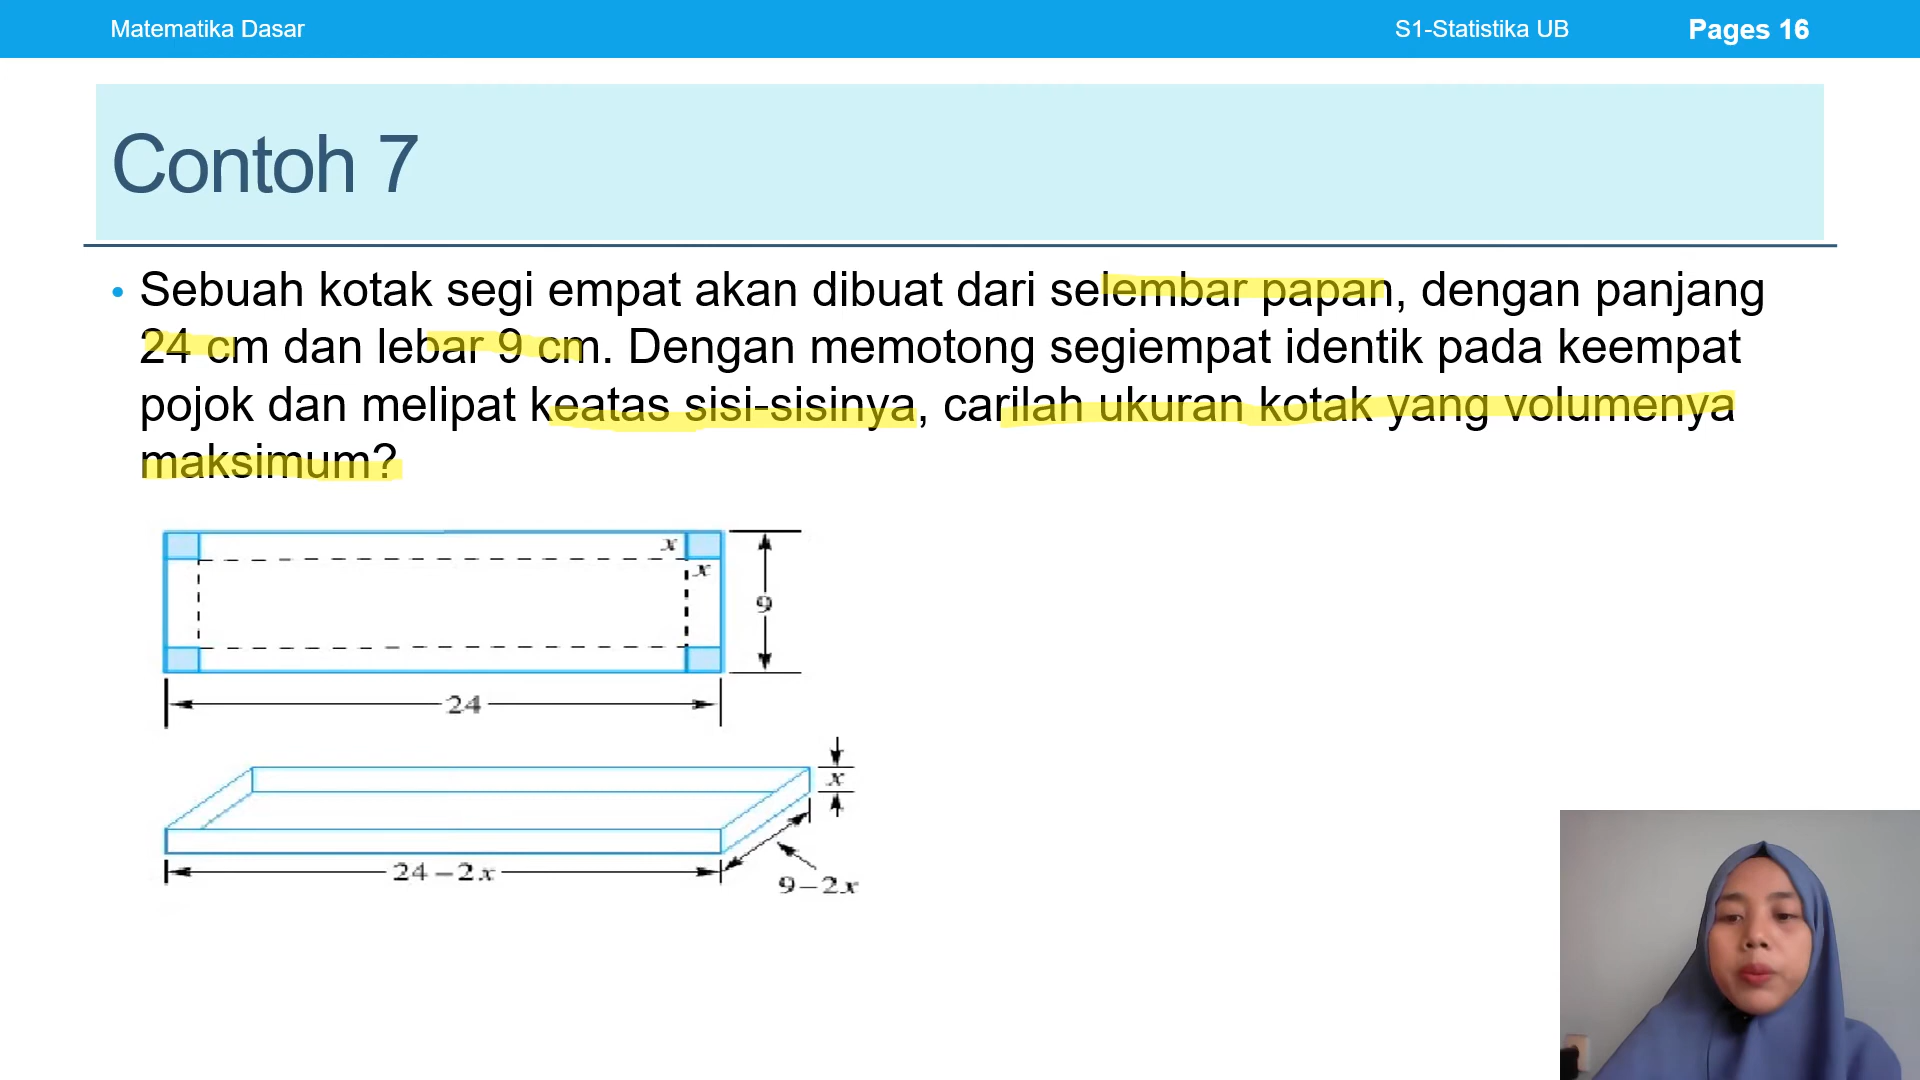 Matematika Dasar
S1-Statistika UB
Pages 16
Contoh 7
• Sebuah kotak segi empat akan dibuat dari selembar papan, dengan panjang
24 cm dan lebar 9 cm. Dengan memotong segiempat identik pada keempat
pojok dan melipat keatas sisi-sisinya, carilah ukuran kotak yang volumenya
maksimum?
x
x
9
24
x
24-2x
9-2x